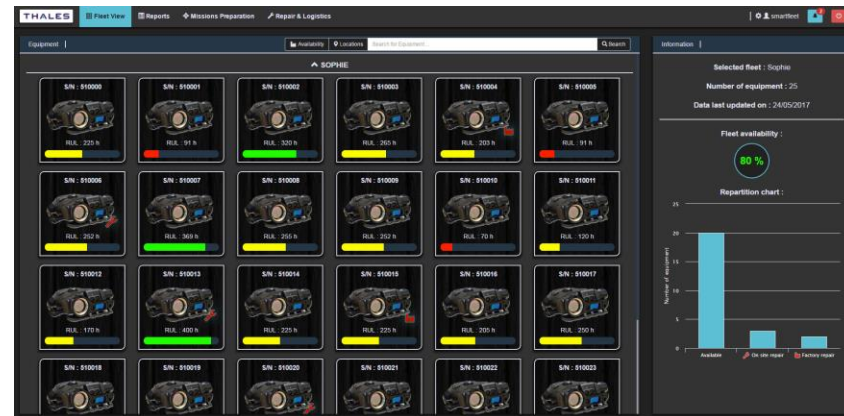 THALES Fleet View Reports Missions Preparation Repair & Logistics smartfleet
Equipment Availability Locations Search for Equipment... Search
SOPHIE
S/N : 510000 S/N : 510001 S/N : 510002 S/N : 510003 S/N : 510004 S/N : 510005
RUL : 225 h RUL : 91 h RUL : 320 h RUL : 265 h RUL : 203 h RUL : 91 h
S/N : 510006 S/N : 510007 S/N : 510008 S/N : 510009 S/N : 510010 S/N : 510011
RUL : 252 h RUL : 369 h RUL : 255 h RUL : 252 h RUL : 70 h RUL : 120 h
S/N : 510012 S/N : 510013 S/N : 510014 S/N : 510015 S/N : 510016 S/N : 510017
RUL : 170 h RUL : 400 h RUL : 225 h RUL : 225 h RUL : 205 h RUL : 250 h
S/N : 510018 S/N : 510019 S/N : 510020 S/N : 510021 S/N : 510022 S/N : 510023
Information
Selected fleet : Sophie
Number of equipment : 25
Data last updated on : 24/05/2017
Fleet availability :
80 %
Repartition chart :
25
20
15
10
5
0
Number of equipment
Available On site repair Factory repair